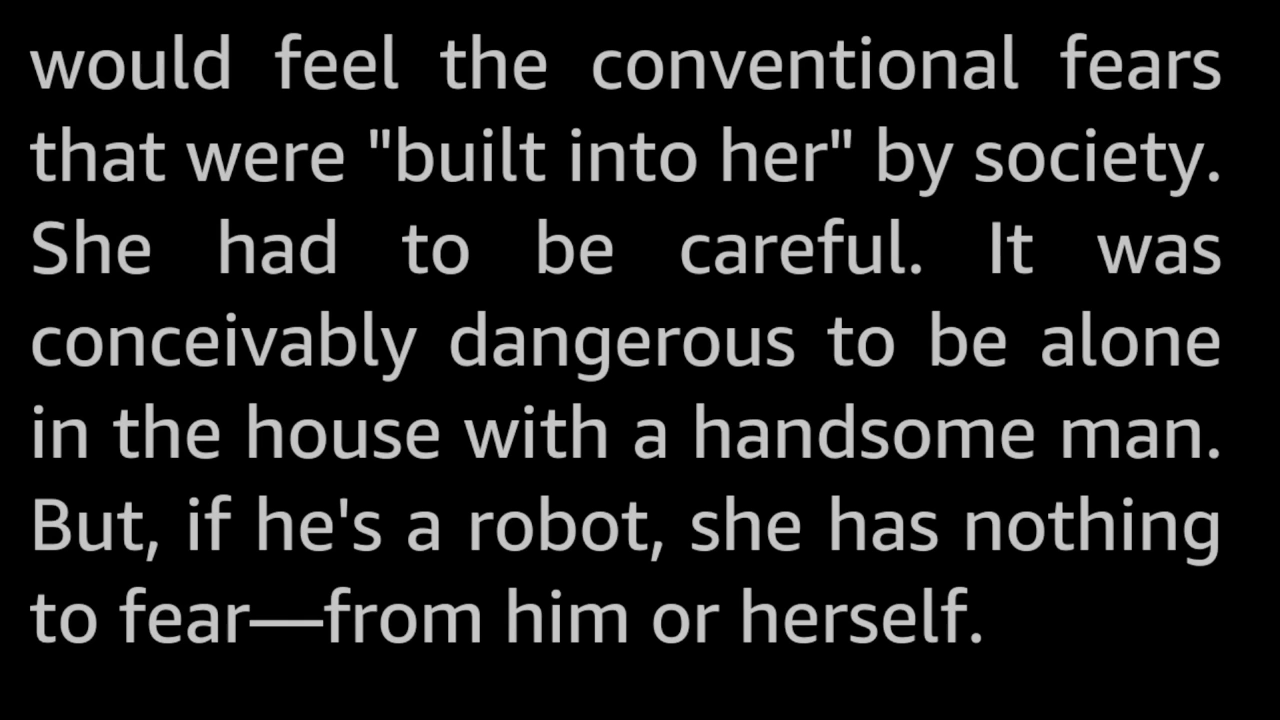 would feel the conventional fears
that were "built into her" by society.
She had to be careful. It was
conceivably dangerous to be alone
in the house with a handsome man.
But, if he's a robot, she has nothing
to fear—from him or herself.